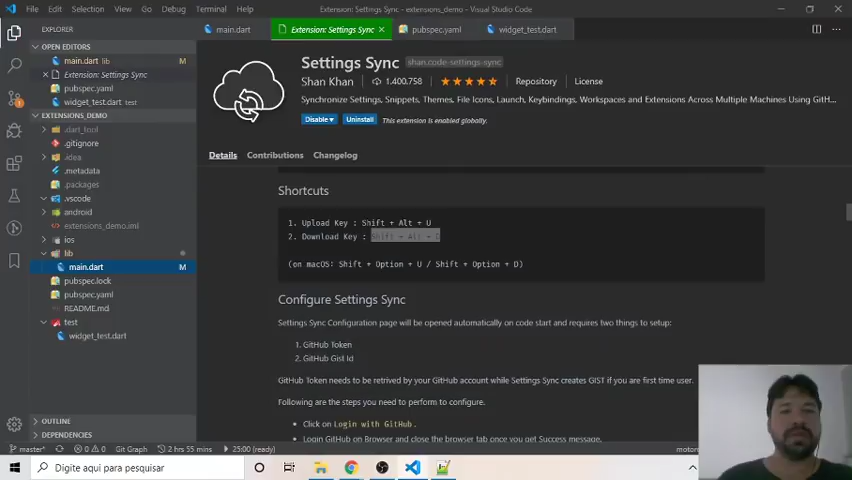 File Edit Selection View Go Debug Terminal Help
Extension: Settings Sync - extensions_demo - Visual Studio Code
EXPLORER
main.dart
Extension: Settings Sync
pubspec.yaml
widget_test.dart
OPEN EDITORS
main.dart lib M
Extension: Settings Sync
pubspec.yaml
widget_test.dart test
EXTENSIONS_DEMO
.dart_tool
.gitignore
.idea
.metadata
.packages
.vscode
android
extensions_demo.iml
ios
lib
main.dart M
pubspec.lock
pubspec.yaml
README.md
test
widget_test.dart
OUTLINE
DEPENDENCIES
Settings Sync shan.code-settings-sync
Shan Khan 1.400.758 Repository License
Synchronize Settings, Snippets, Themes, File Icons, Launch, Keybindings, Workspaces and Extensions Across Multiple Machines Using GitH...
Disable Uninstall This extension is enabled globally.
Details Contributions Changelog
Shortcuts
1. Upload Key : Shift + Alt + U
2. Download Key : Shift + Alt + D
(on macOS: Shift + Option + U / Shift + Option + D)
Configure Settings Sync
Settings Sync Configuration page will be opened automatically on code start and requires two things to setup:
1. GitHub Token
2. GitHub Gist Id
GitHub Token needs to be retrived by your GitHub account while Settings Sync creates GIST if you are first time user.
Following are the steps you need to perform to configure.
Click on Login with GitHub.
Login GitHub on Browser and close the browser tab once you get Success message.
master* 0 0 Git Graph 2 hrs 55 mins 25:00 (ready)
Digite aqui para pesquisar